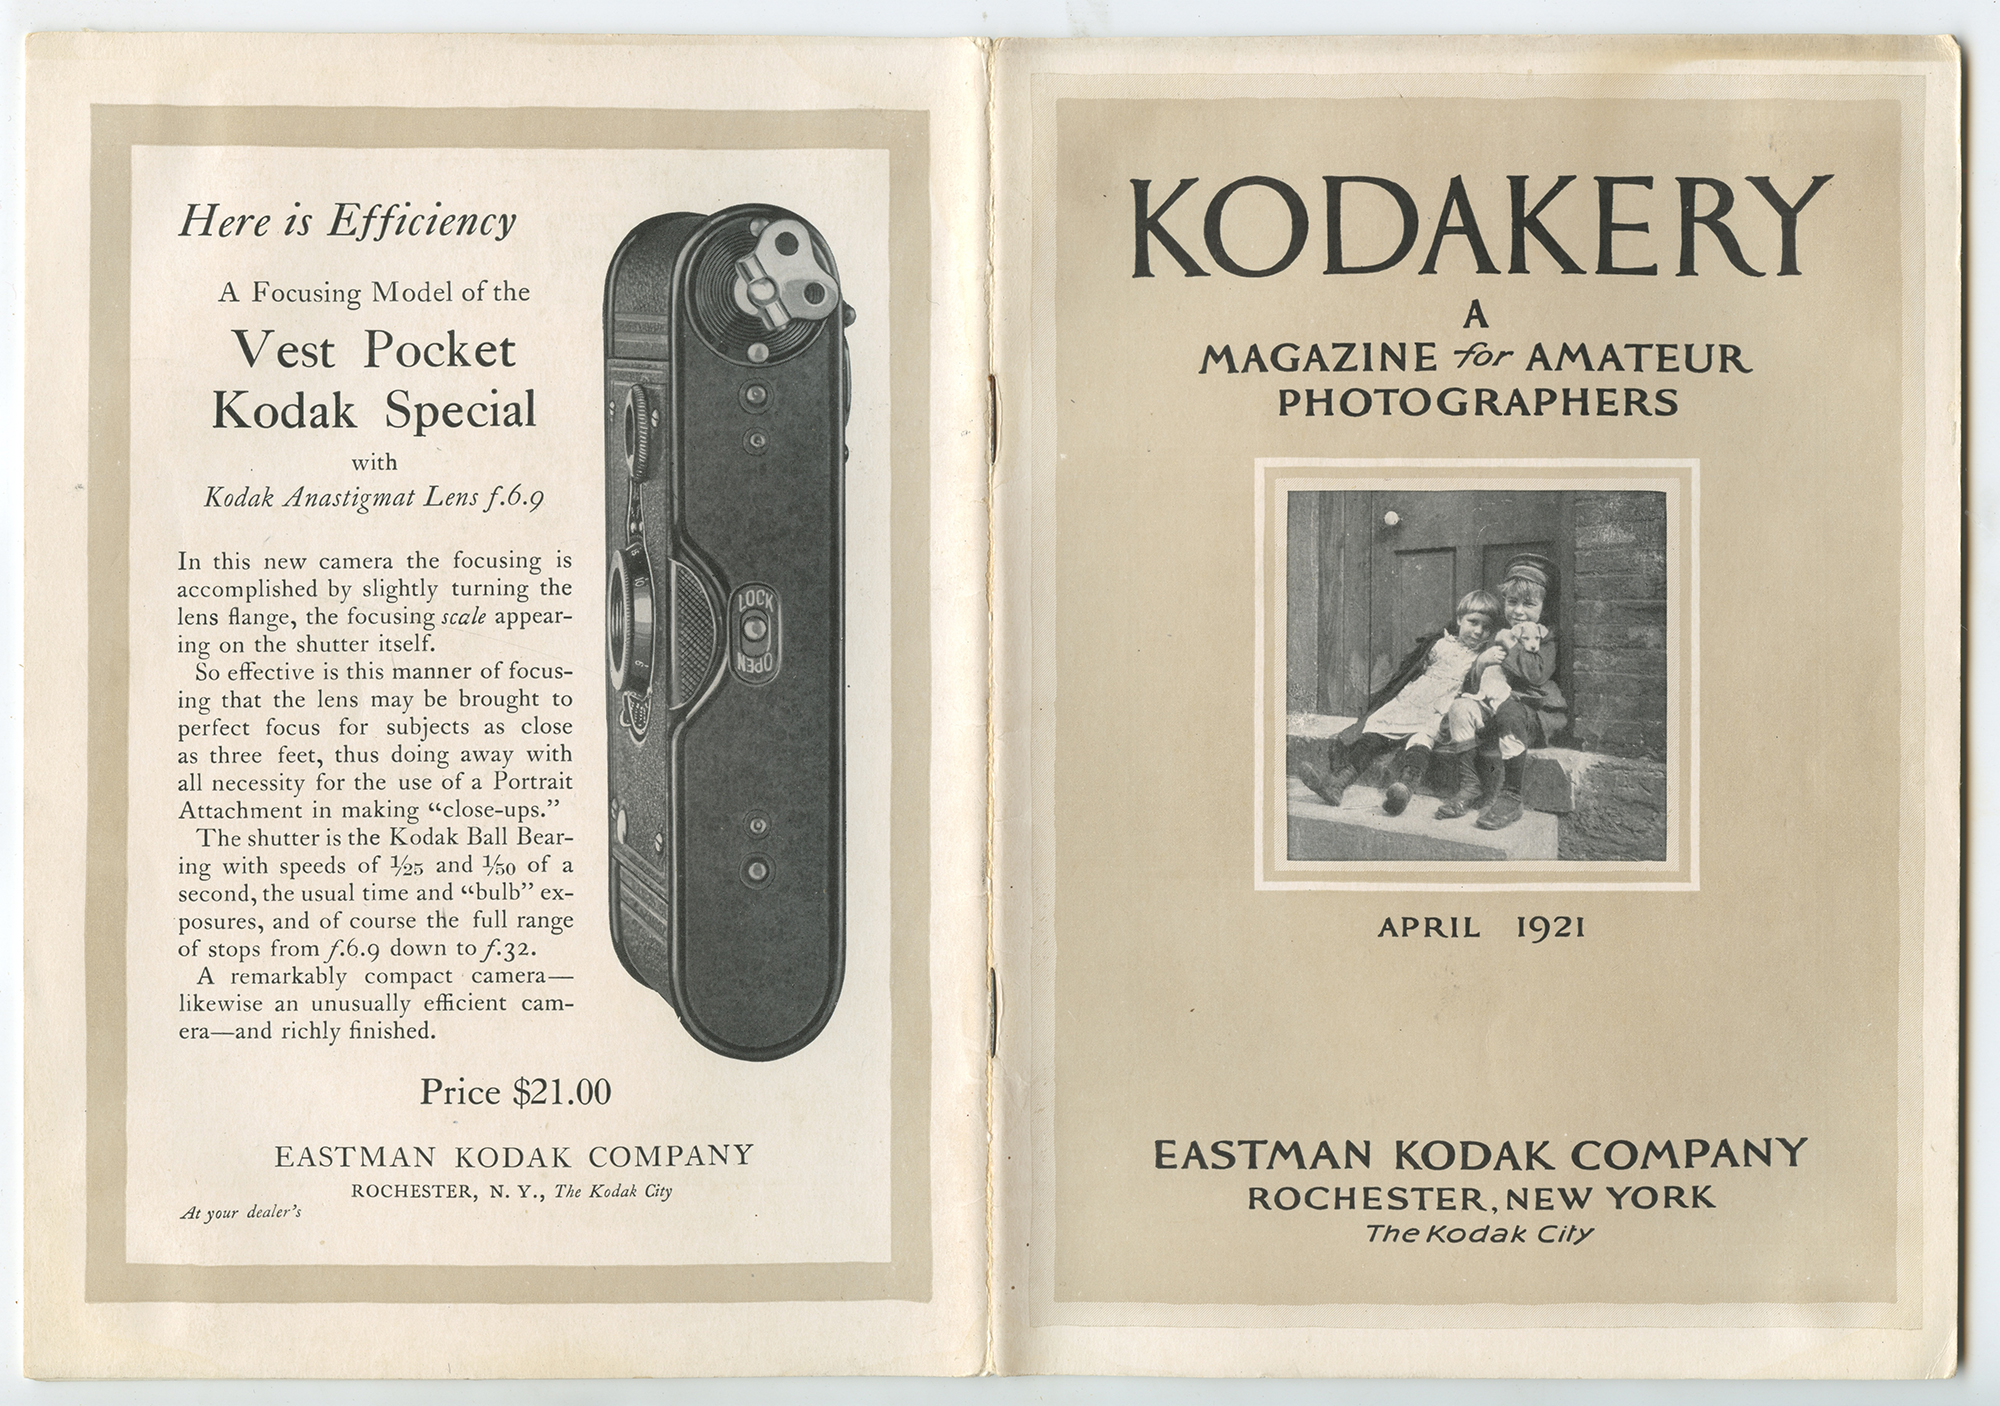 Here is Efficiency
A Focusing Model of the
Vest Pocket
Kodak Special
with
Kodak Anastigmat Lens f.6.9
In this new camera the focusing is
accomplished by slightly turning the
lens flange, the focusing scale appear-
ing on the shutter itself.
So effective is this manner of focus-
ing that the lens may be brought to
perfect focus for subjects as close
as three feet, thus doing away with
all necessity for the use of a Portrait
Attachment in making “close-ups.”
The shutter is the Kodak Ball Bear-
ing with speeds of 1/25 and 1/50 of a
second, the usual time and “bulb” ex-
posures, and of course the full range
of stops from f.6.9 down to f.32.
A remarkably compact camera—
likewise an unusually efficient cam-
era—and richly finished.
LOCK
OPEN
10
6
Price $21.00
EASTMAN KODAK COMPANY
ROCHESTER, N. Y., The Kodak City
At your dealer's
KODAKERY
A
MAGAZINE for AMATEUR
PHOTOGRAPHERS
APRIL 1921
EASTMAN KODAK COMPANY
ROCHESTER, NEW YORK
The Kodak City